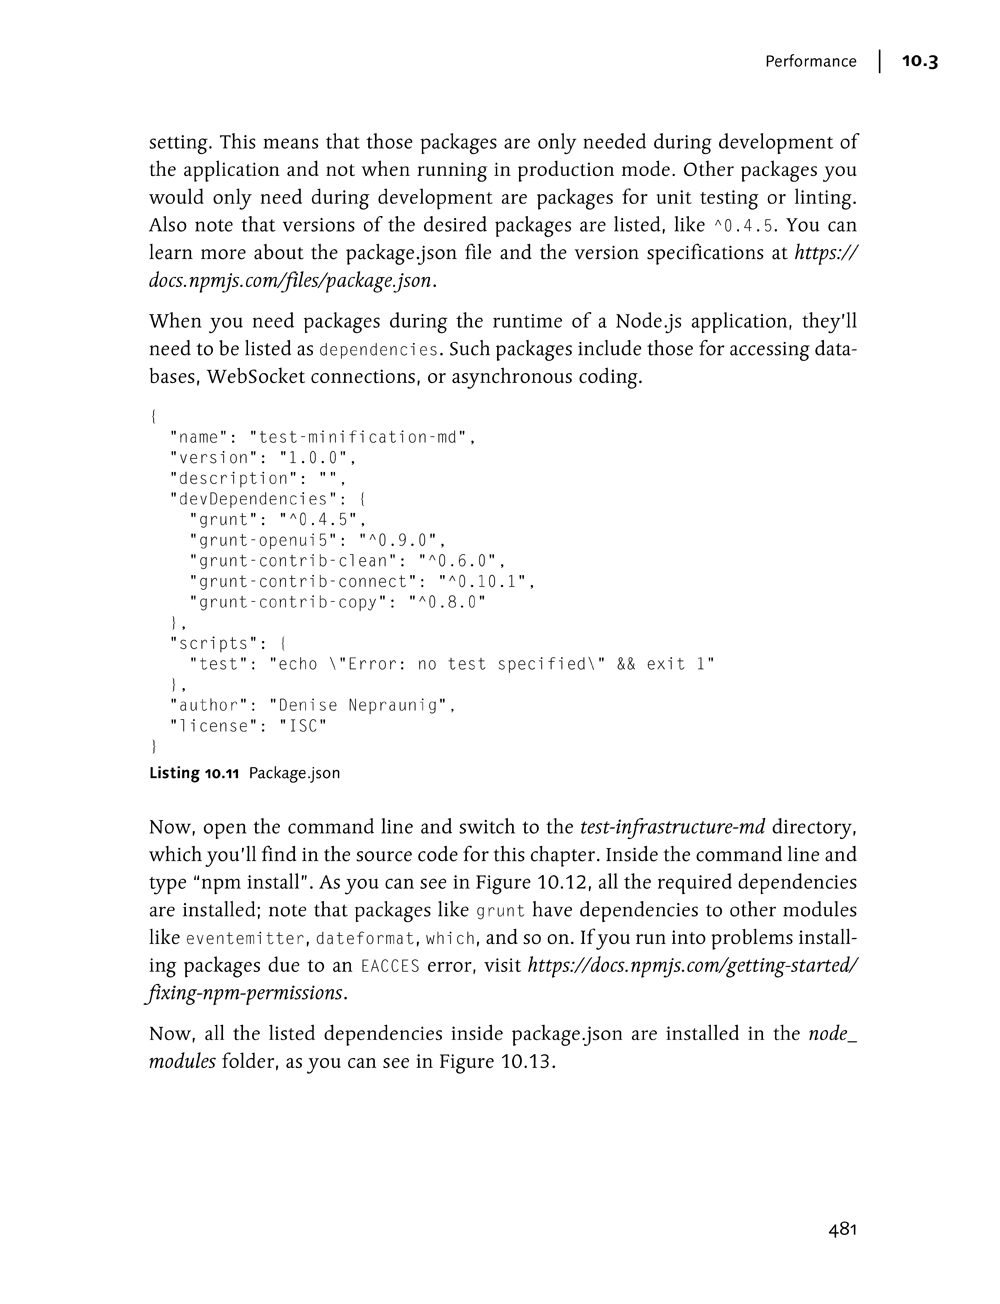 Performance | 10.3
setting. This means that those packages are only needed during development of
the application and not when running in production mode. Other packages you
would only need during development are packages for unit testing or linting.
Also note that versions of the desired packages are listed, like ^0.4.5. You can
learn more about the package.json file and the version specifications at https://
docs.npmjs.com/files/package.json.
When you need packages during the runtime of a Node.js application, they’ll
need to be listed as dependencies. Such packages include those for accessing data-
bases, WebSocket connections, or asynchronous coding.
{
  "name": "test-minification-md",
  "version": "1.0.0",
  "description": "",
  "devDependencies": {
    "grunt": "^0.4.5",
    "grunt-openui5": "^0.9.0",
    "grunt-contrib-clean": "^0.6.0",
    "grunt-contrib-connect": "^0.10.1",
    "grunt-contrib-copy": "^0.8.0"
  },
  "scripts": {
    "test": "echo \"Error: no test specified\" && exit 1"
  },
  "author": "Denise Nepraunig",
  "license": "ISC"
}
Listing 10.11 Package.json
Now, open the command line and switch to the test-infrastructure-md directory,
which you’ll find in the source code for this chapter. Inside the command line and
type “npm install”. As you can see in Figure 10.12, all the required dependencies
are installed; note that packages like grunt have dependencies to other modules
like eventemitter, dateformat, which, and so on. If you run into problems install-
ing packages due to an EACCES error, visit https://docs.npmjs.com/getting-started/
fixing-npm-permissions.
Now, all the listed dependencies inside package.json are installed in the node_
modules folder, as you can see in Figure 10.13.
481